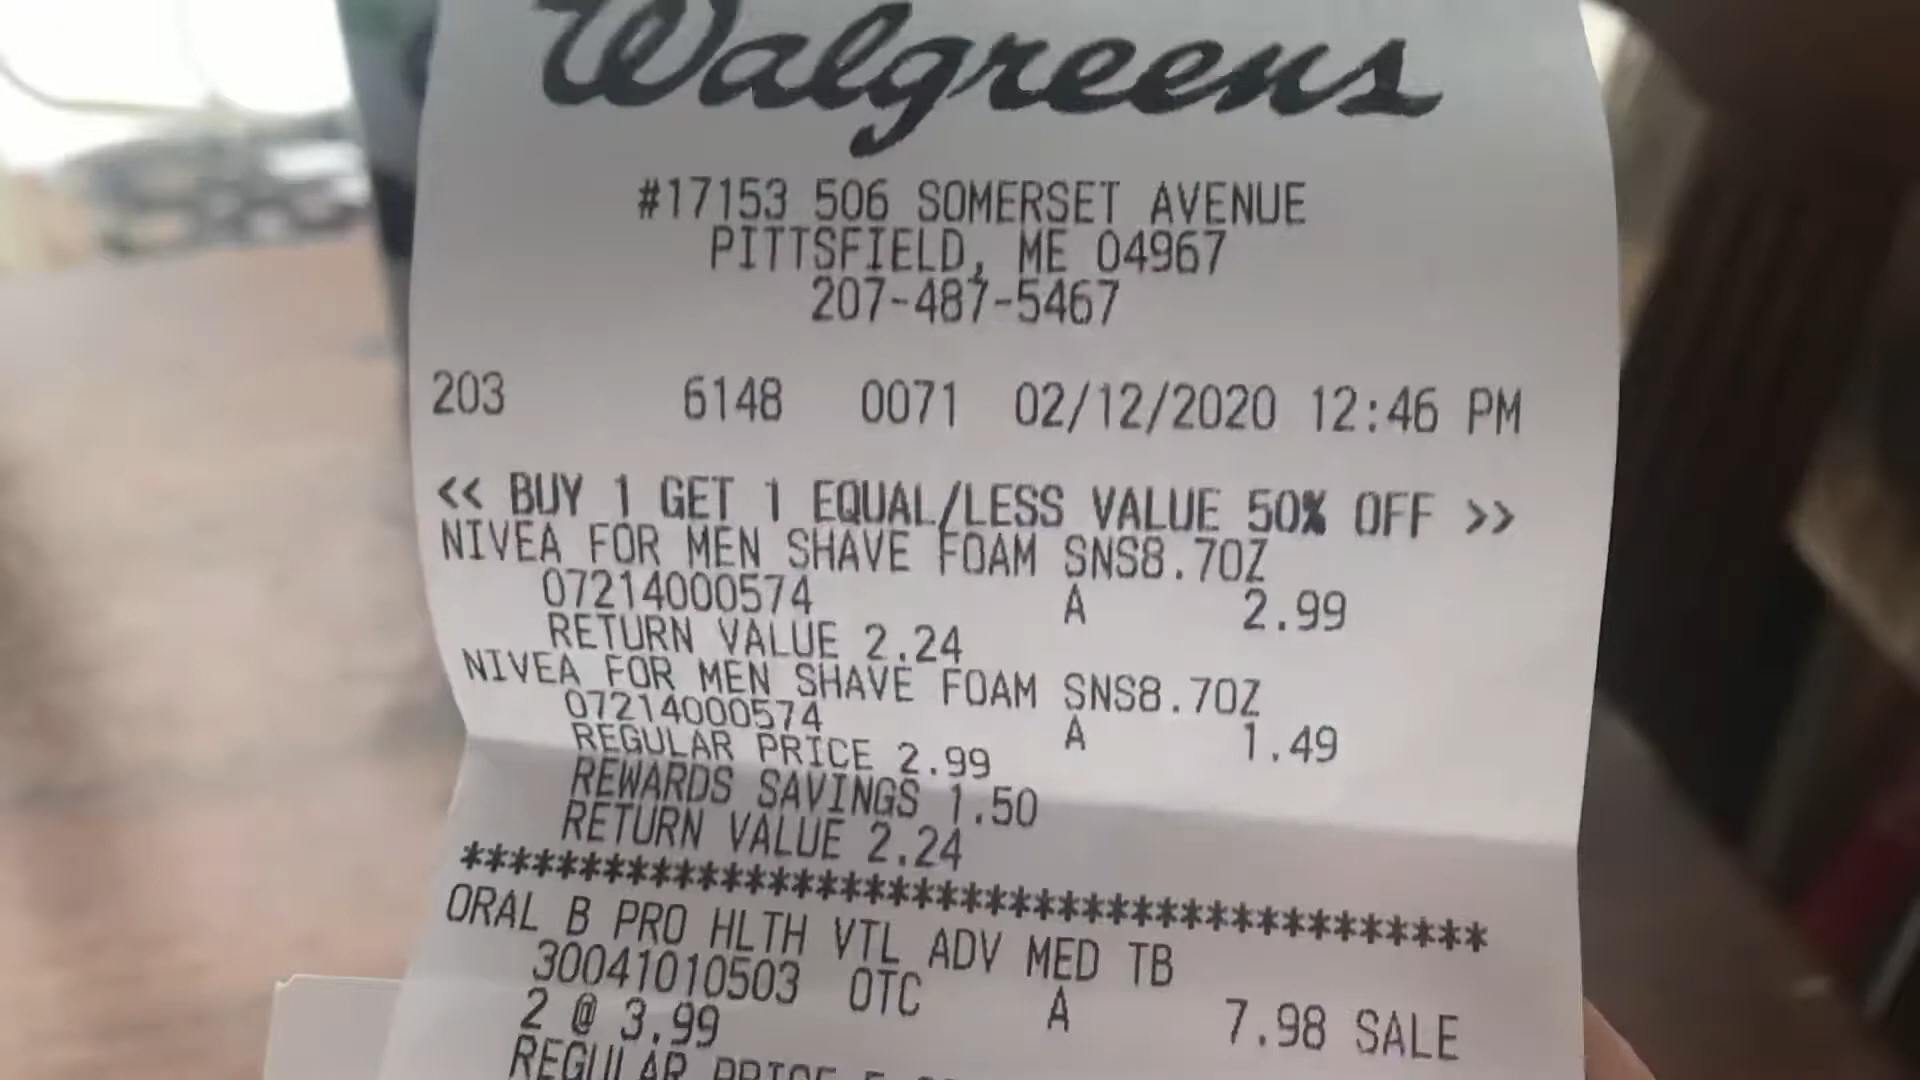 Walgreens
#17153 506 SOMERSET AVENUE
PITTSFIELD, ME 04967
207-487-5467
203 6148 0071 02/12/2020 12:46 PM
<< BUY 1 GET 1 EQUAL/LESS VALUE 50% OFF >>
NIVEA FOR MEN SHAVE FOAM SNS8.7OZ
07214000574 A 2.99
RETURN VALUE 2.24
NIVEA FOR MEN SHAVE FOAM SNS8.7OZ
07214000574 A 1.49
REGULAR PRICE 2.99
REWARDS SAVINGS 1.50
RETURN VALUE 2.24
******************************************
ORAL B PRO HLTH VTL ADV MED TB
30041010503 OTC A 7.98 SALE
2 @ 3.99
REGULAR PRICE